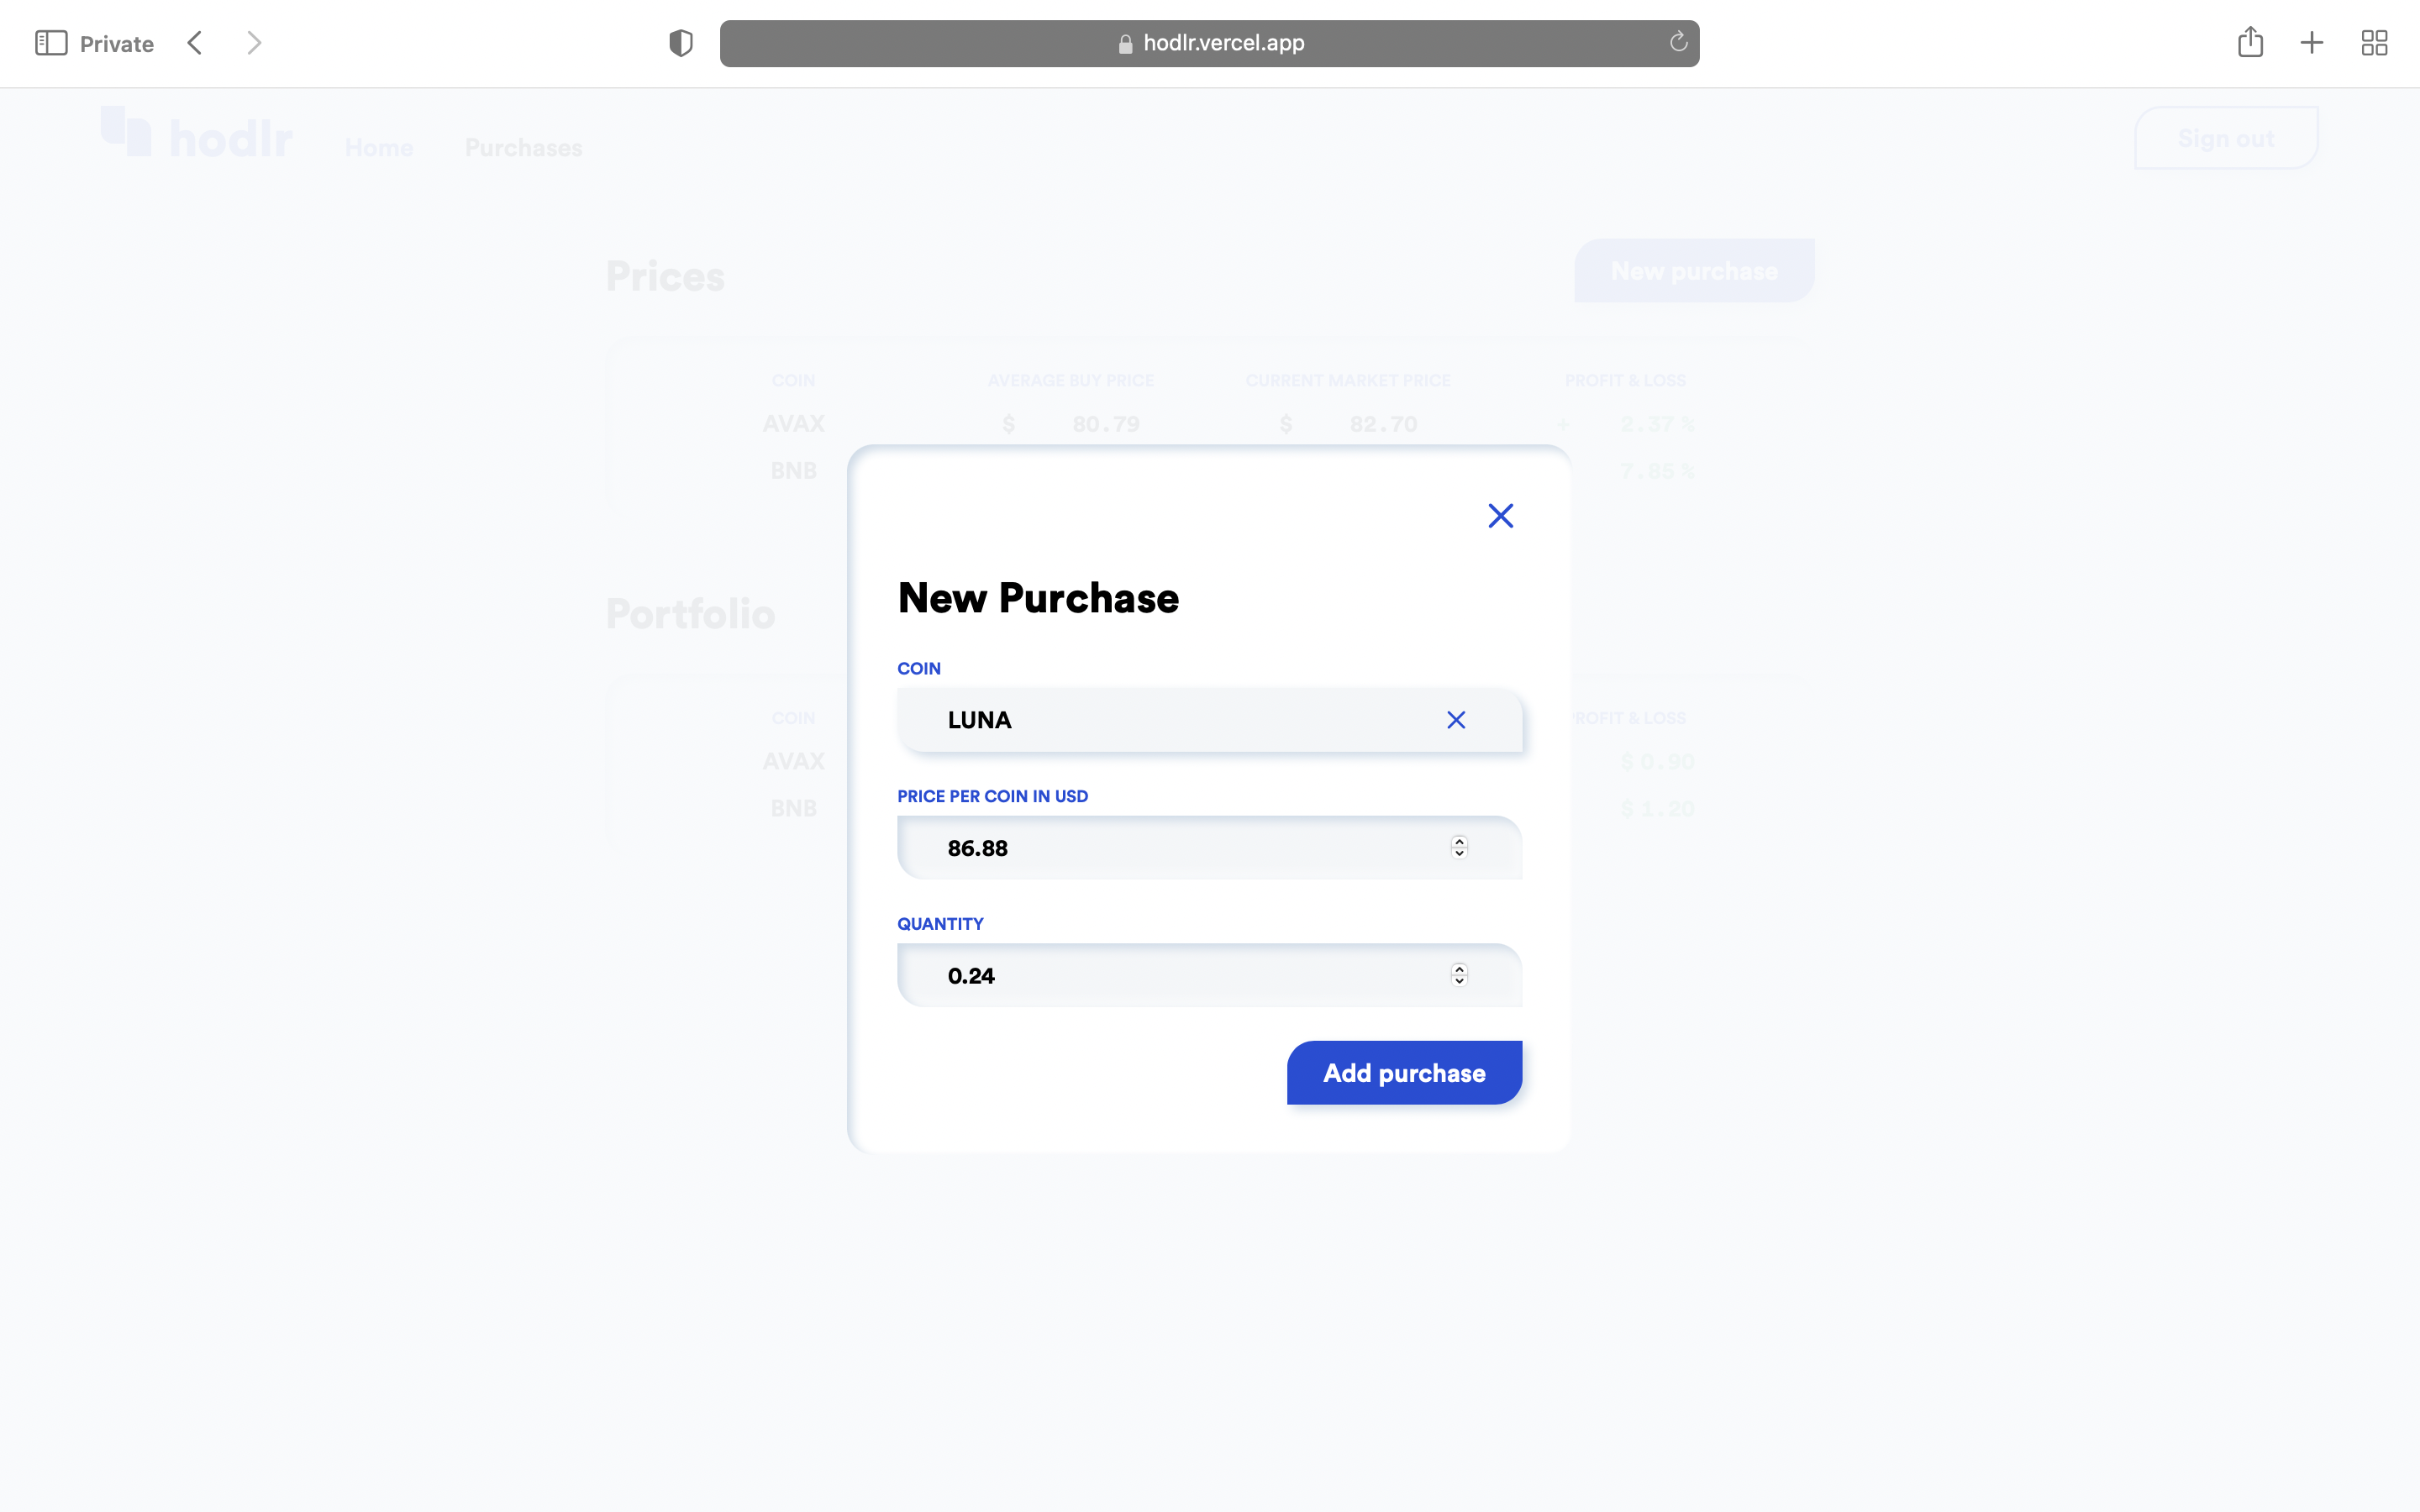 Private
hodlr.vercel.app
hodlr
Home
Purchases
Sign out
Prices
New purchase
COIN AVERAGE BUY PRICE CURRENT MARKET PRICE PROFIT & LOSS
AVAX $ 80.79 $ 82.70 + 2.37 %
BNB 7.85 %
Portfolio
COIN PROFIT & LOSS
AVAX $ 0.90
BNB $ 1.20
New Purchase
COIN
LUNA
PRICE PER COIN IN USD
86.88
QUANTITY
0.24
Add purchase